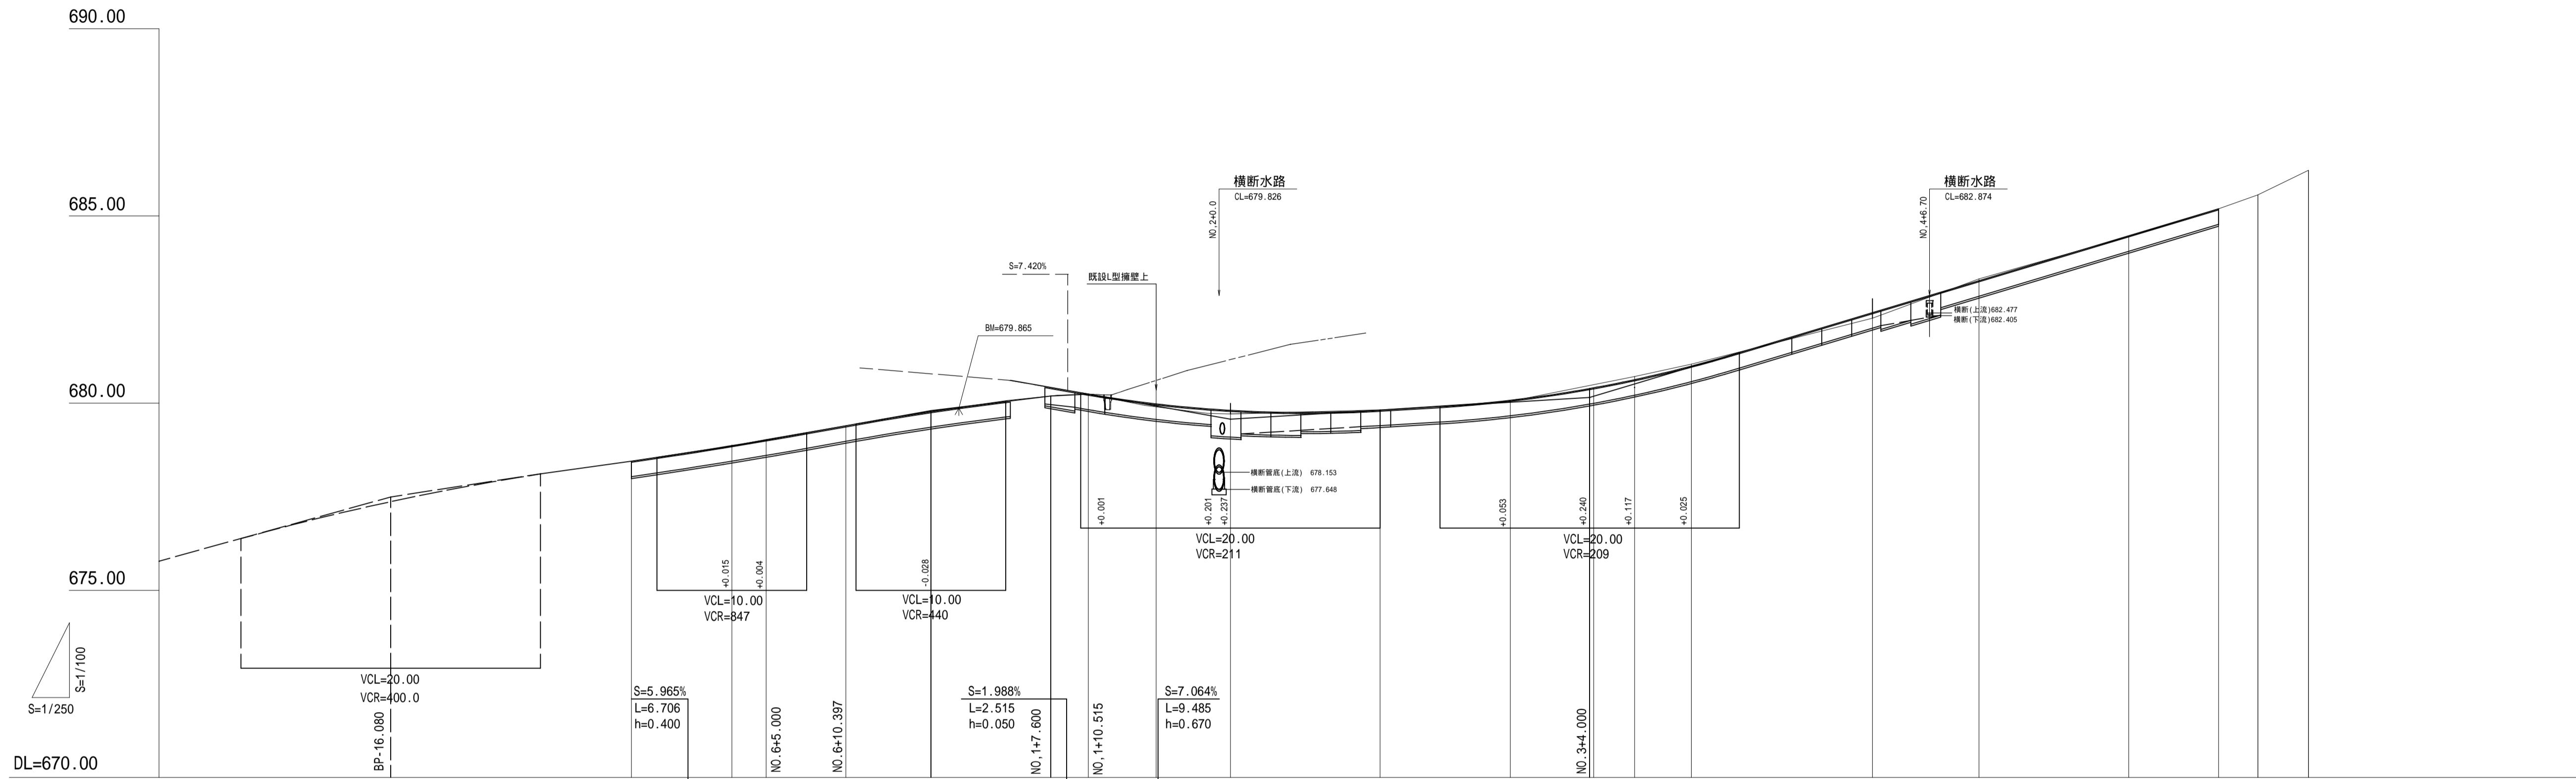 690.00
685.00
680.00
675.00
DL=670.00
S=1/100
S=1/250
VCL=20.00
VCR=400.0
BP-16.080
S=5.965%
L=6.706
h=0.400
VCL=10.00
VCR=847
+0.015
+0.004
NO.6+5.000
NO.6+10.397
VCL=10.00
VCR=440
-0.028
BM=679.865
S=1.988%
L=2.515
h=0.050
NO,1+7.600
NO,1+10.515
S=7.420%
既設L型擁壁上
S=7.064%
L=9.485
h=0.670
横断水路
CL=679.826
NO,2+0.0
横断管底(上流) 678.153
横断管底(下流) 677.648
+0.001
+0.201
+0.237
VCL=20.00
VCR=211
+0.053
+0.240
+0.117
+0.025
VCL=20.00
VCR=209
NO.3+4.000
横断水路
CL=682.874
NO,4+6.70
横断(上流)682.477
横断(下流)682.405